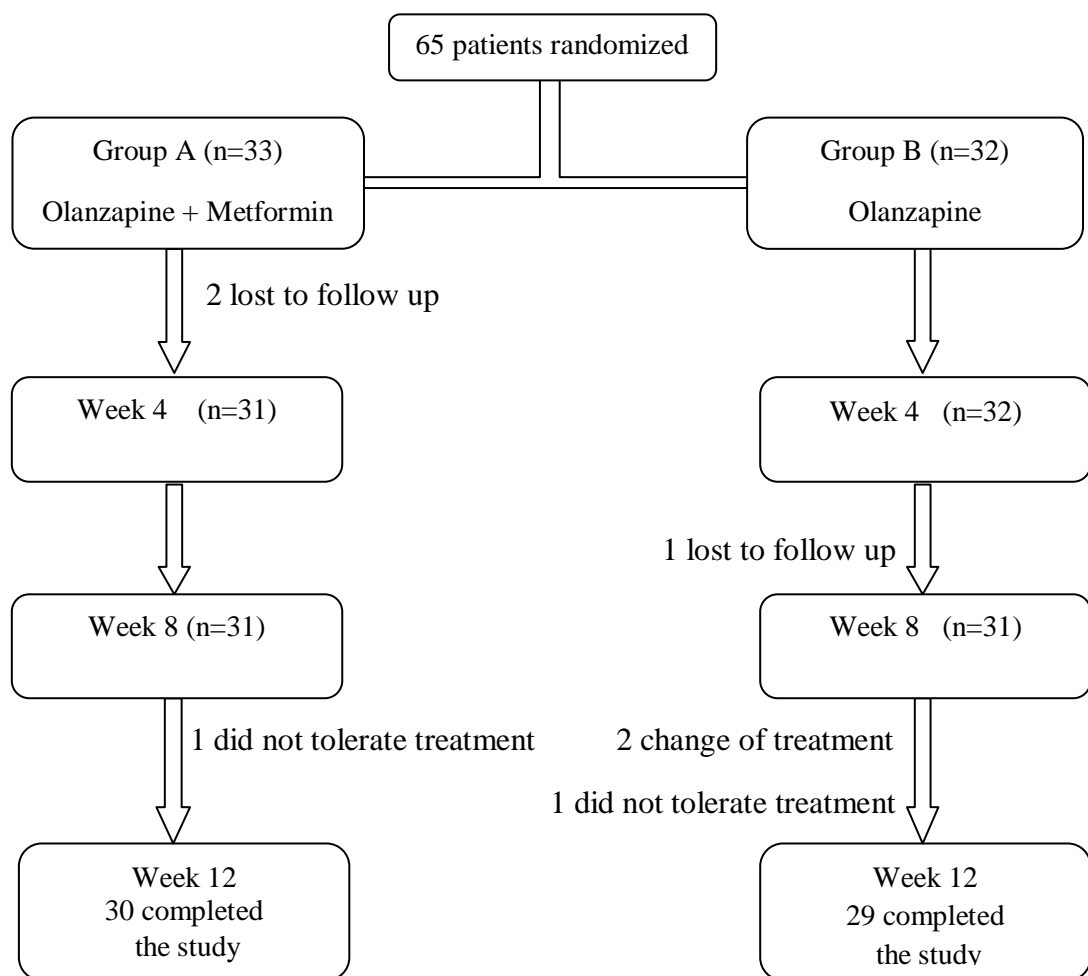 65 patients randomized
Group A (n=33)
Olanzapine + Metformin
Group B (n=32)
Olanzapine
2 lost to follow up
Week 4 (n=31)
Week 4 (n=32)
1 lost to follow up
Week 8 (n=31)
Week 8 (n=31)
1 did not tolerate treatment
2 change of treatment
1 did not tolerate treatment
Week 12
30 completed
the study
Week 12
29 completed
the study